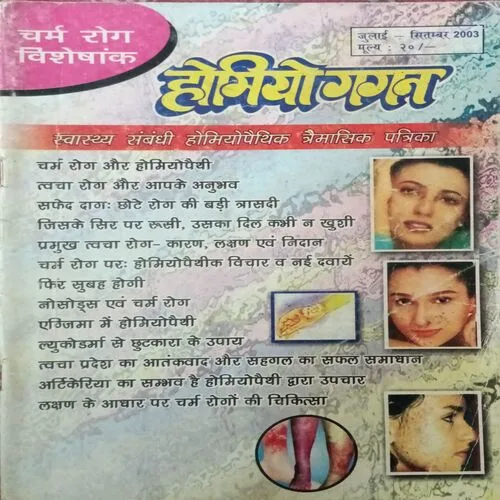 चर्म रोग
विशेषांक
जुलाई – सितम्बर 2003
मूल्य : २०/–
होमियो गगन
स्वास्थ्य संबंधी होमियोपैथिक त्रैमासिक पत्रिका
चर्म रोग और होमियोपैथी
त्वचा रोग और आपके अनुभव
सफेद दागः छोटे रोग की बड़ी त्रासदी
जिसके सिर पर रूसी, उसका दिल कभी न खुशी
प्रमुख त्वचा रोग– कारण, लक्षण एवं निदान
चर्म रोग परः होमियोपैथीक विचार व नई दवायें
फिर सुबह होगी
नोसोड्स एवं चर्म रोग
एग्जिमा में होमियोपैथी
ल्युकोडर्मा से छुटकारा के उपाय
त्वचा प्रदेश का आतंकवाद और सहगल का सफल समाधान
अर्टिकेरिया का सम्भव है होमियोपैथी द्वारा उपचार
लक्षण के आधार पर चर्म रोगों की चिकित्सा